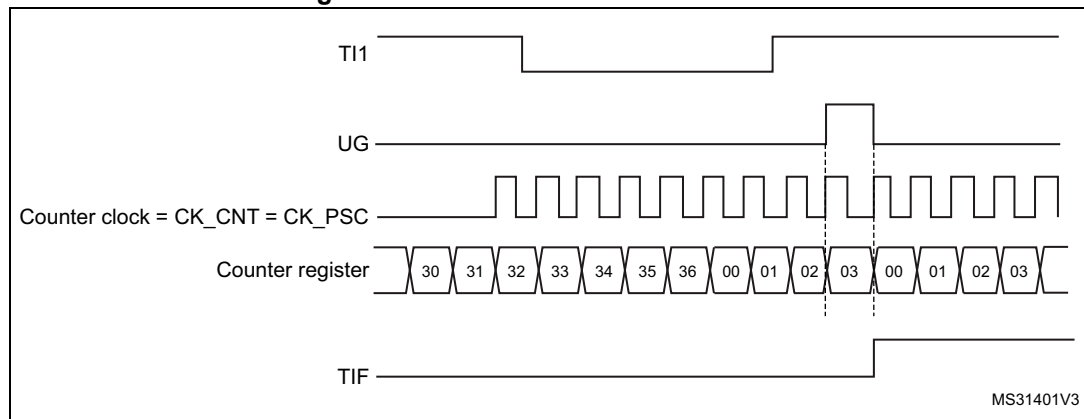 TI1
UG
Counter clock = CK_CNT = CK_PSC
Counter register 30 31 32 33 34 35 36 00 01 02 03 00 01 02 03
TIF
MS31401V3